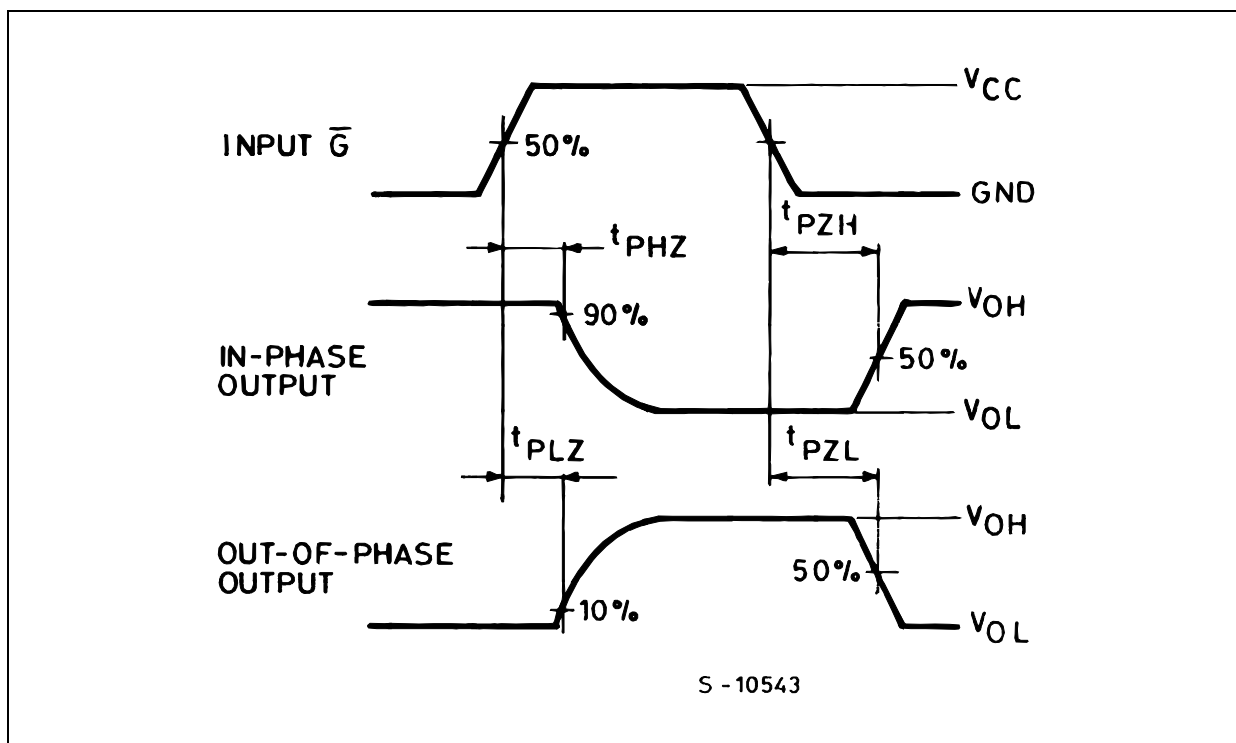 VCC
INPUT G̅
50%
GND
tPHZ
tPZH
VOH
90%
IN-PHASE
OUTPUT
50%
VOL
tPLZ
tPZL
VOH
OUT-OF-PHASE
OUTPUT
50%
10%
VOL
S-10543